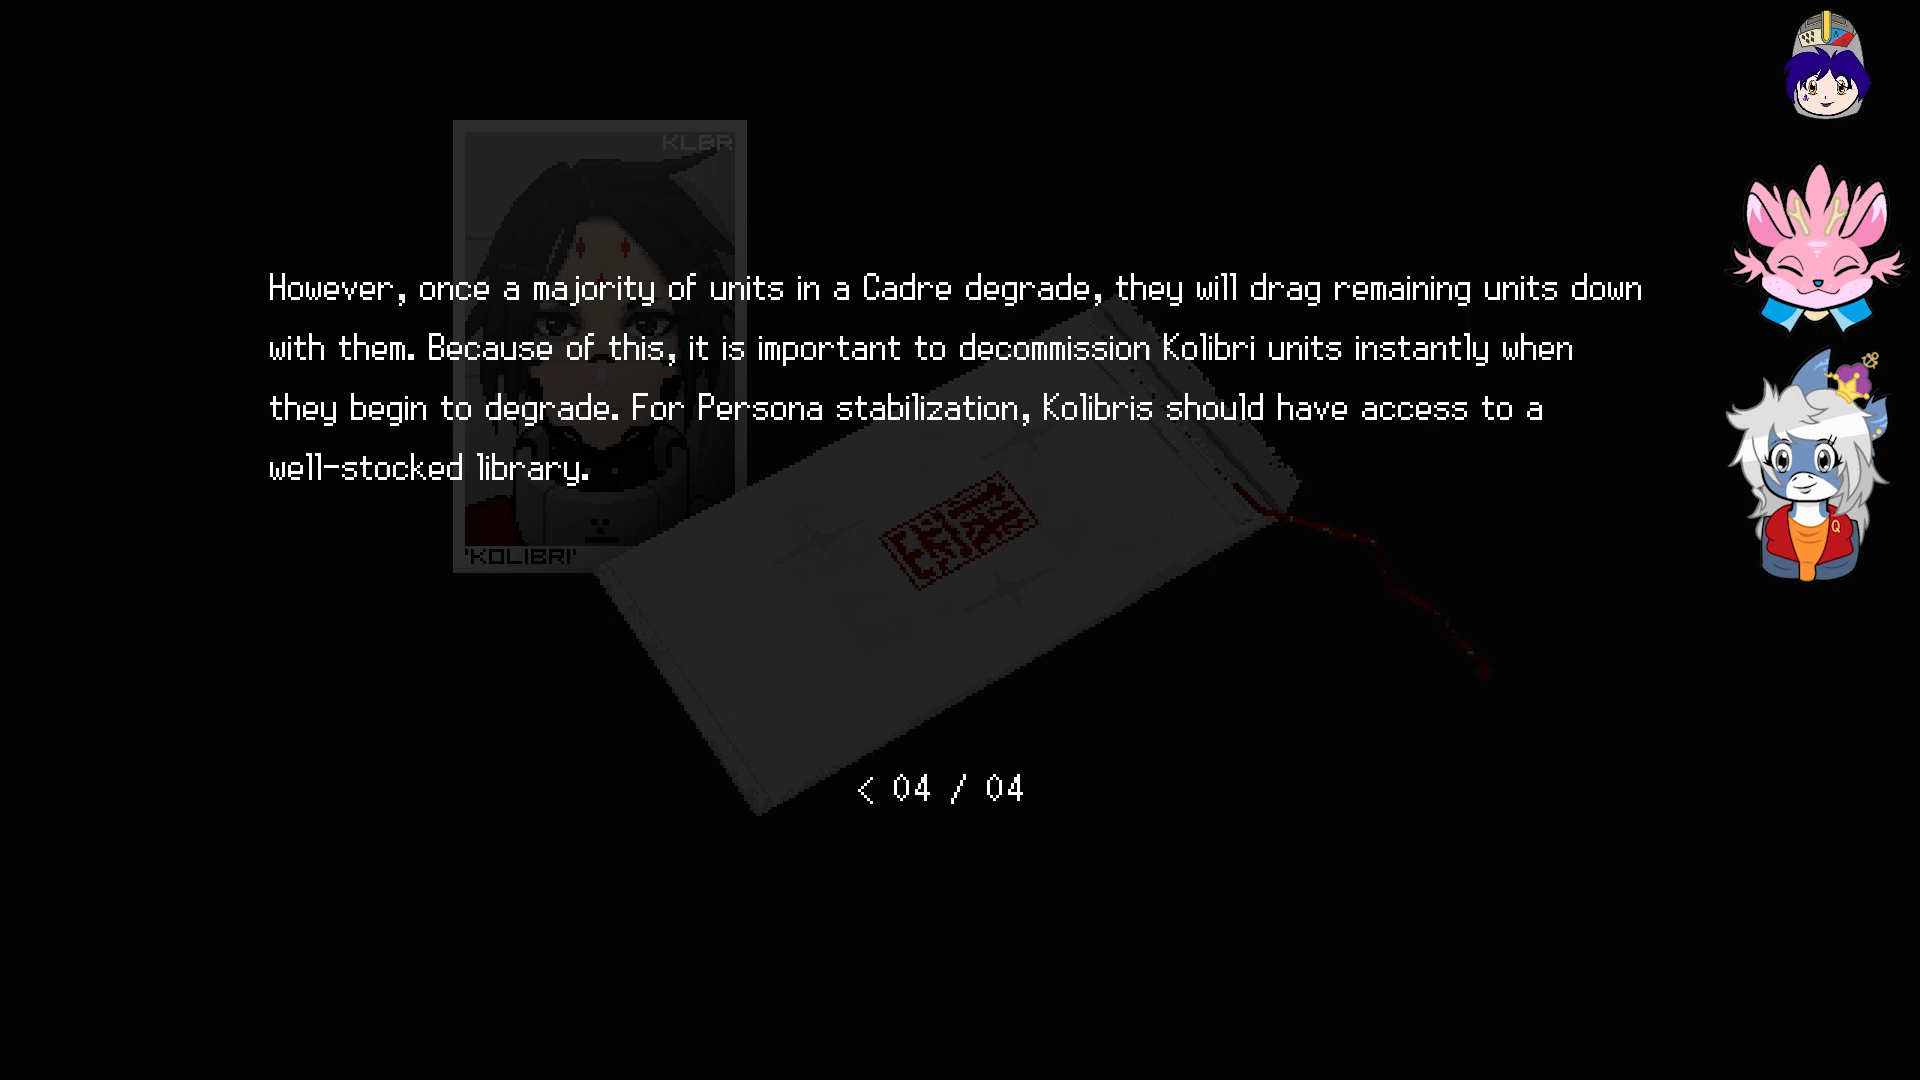 KLBR
However, once a majority of units in a Cadre degrade, they will drag remaining units down
with them. Because of this, it is important to decommission Kolibri units instantly when
they begin to degrade. For Persona stabilization, Kolibris should have access to a
well-stocked library.
"KOLIBRI"
Q
< 04 / 04